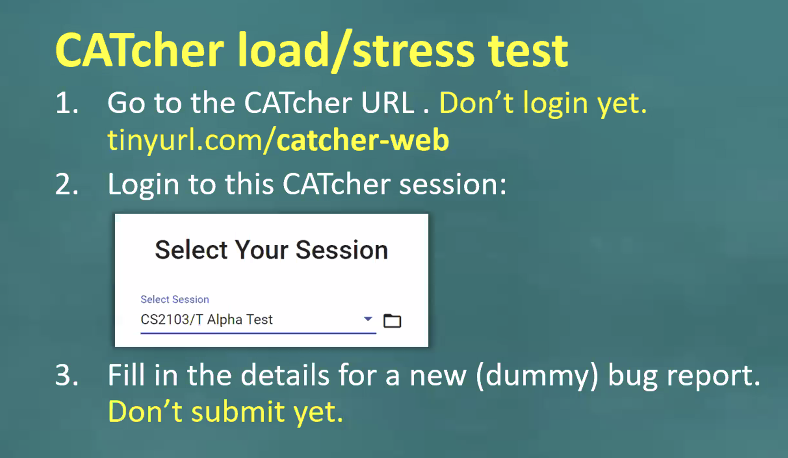 CATcher load/stress test
1. Go to the CATcher URL . Don't login yet.
tinyurl.com/catcher-web
2. Login to this CATcher session:
Select Your Session
Select Session
CS2103/T Alpha Test
3. Fill in the details for a new (dummy) bug report.
Don't submit yet.